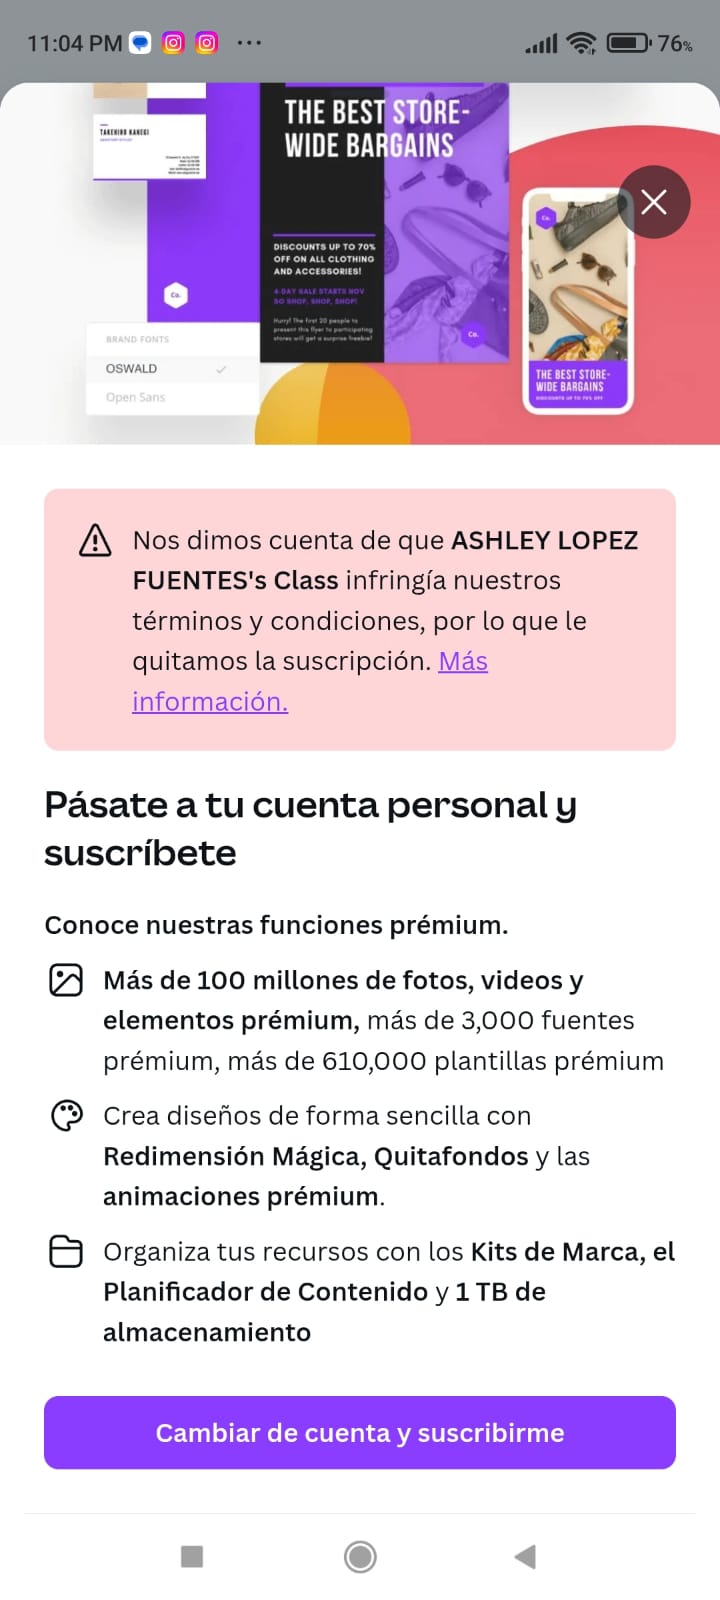 11:04 PM
76%
TAKEHIRO KANEGI
THE BEST STORE-
WIDE BARGAINS
DISCOUNTS UP TO 70%
OFF ON ALL CLOTHING
AND ACCESSORIES!
4-DAY SALE STARTS NOV
SO SHOP, SHOP, SHOP!
Hurry! The first 20 people to
present this flyer to participating
stores will get a surprise freebie!
Co.
Co.
Co.
THE BEST STORE-
WIDE BARGAINS
DISCOUNTS UP TO 70% OFF
BRAND FONTS
OSWALD
Open Sans
Nos dimos cuenta de que ASHLEY LOPEZ
FUENTES's Class infringía nuestros
términos y condiciones, por lo que le
quitamos la suscripción. Más
información.
Pásate a tu cuenta personal y
suscríbete
Conoce nuestras funciones prémium.
Más de 100 millones de fotos, videos y
elementos prémium, más de 3,000 fuentes
prémium, más de 610,000 plantillas prémium
Crea diseños de forma sencilla con
Redimensión Mágica, Quitafondos y las
animaciones prémium.
Organiza tus recursos con los Kits de Marca, el
Planificador de Contenido y 1 TB de
almacenamiento
Cambiar de cuenta y suscribirme